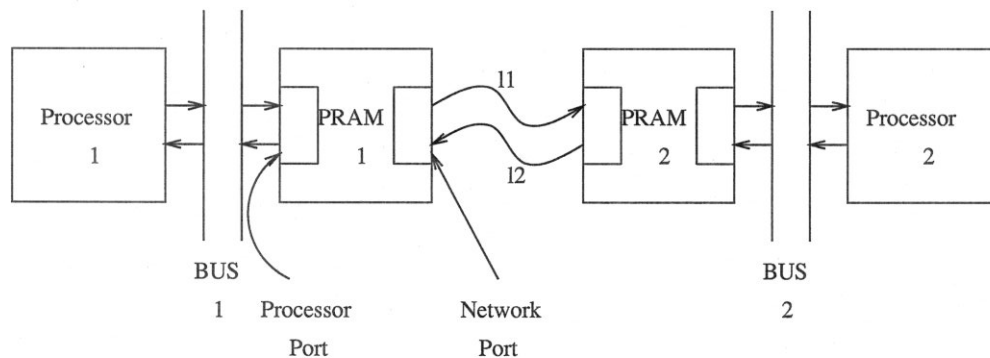 Processor
1
PRAM
1
l1
l2
PRAM
2
Processor
2
BUS
1
Processor
Port
Network
Port
BUS
2